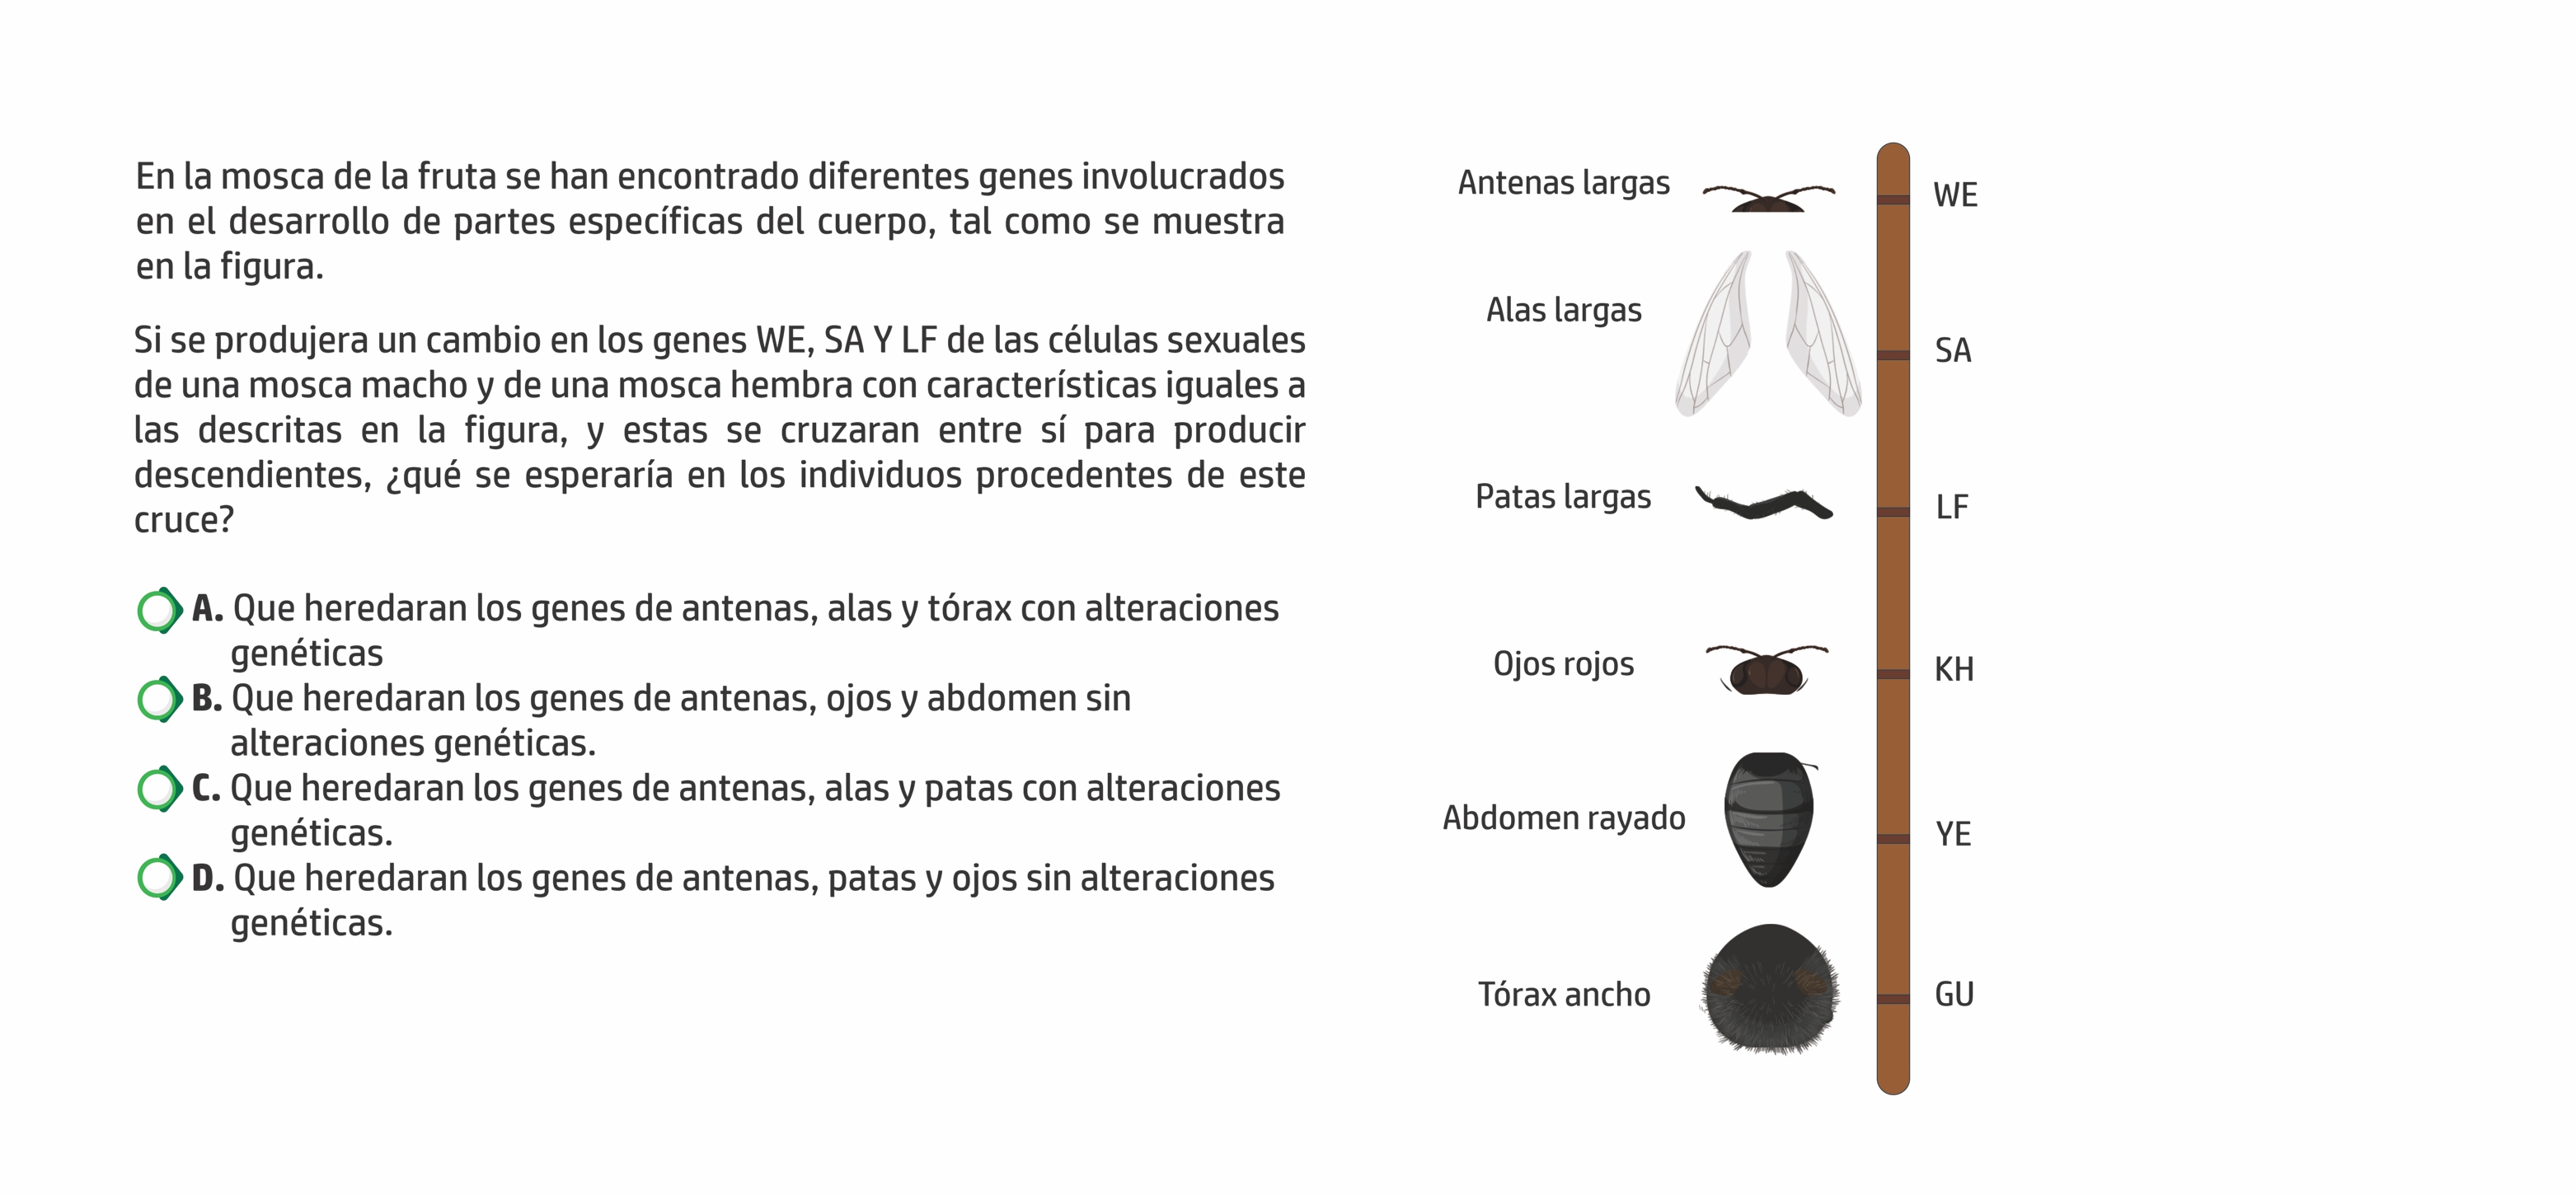 En la mosca de la fruta se han encontrado diferentes genes involucrados
en el desarrollo de partes específicas del cuerpo, tal como se muestra
en la figura.
Si se produjera un cambio en los genes WE, SA Y LF de las células sexuales
de una mosca macho y de una mosca hembra con características iguales a
las descritas en la figura, y estas se cruzaran entre sí para producir
descendientes, ¿qué se esperaría en los individuos procedentes de este
cruce?
A. Que heredaran los genes de antenas, alas y tórax con alteraciones
genéticas
B. Que heredaran los genes de antenas, ojos y abdomen sin
alteraciones genéticas.
C. Que heredaran los genes de antenas, alas y patas con alteraciones
genéticas.
D. Que heredaran los genes de antenas, patas y ojos sin alteraciones
genéticas.
Antenas largas WE
Alas largas SA
Patas largas LF
Ojos rojos KH
Abdomen rayado YE
Tórax ancho GU